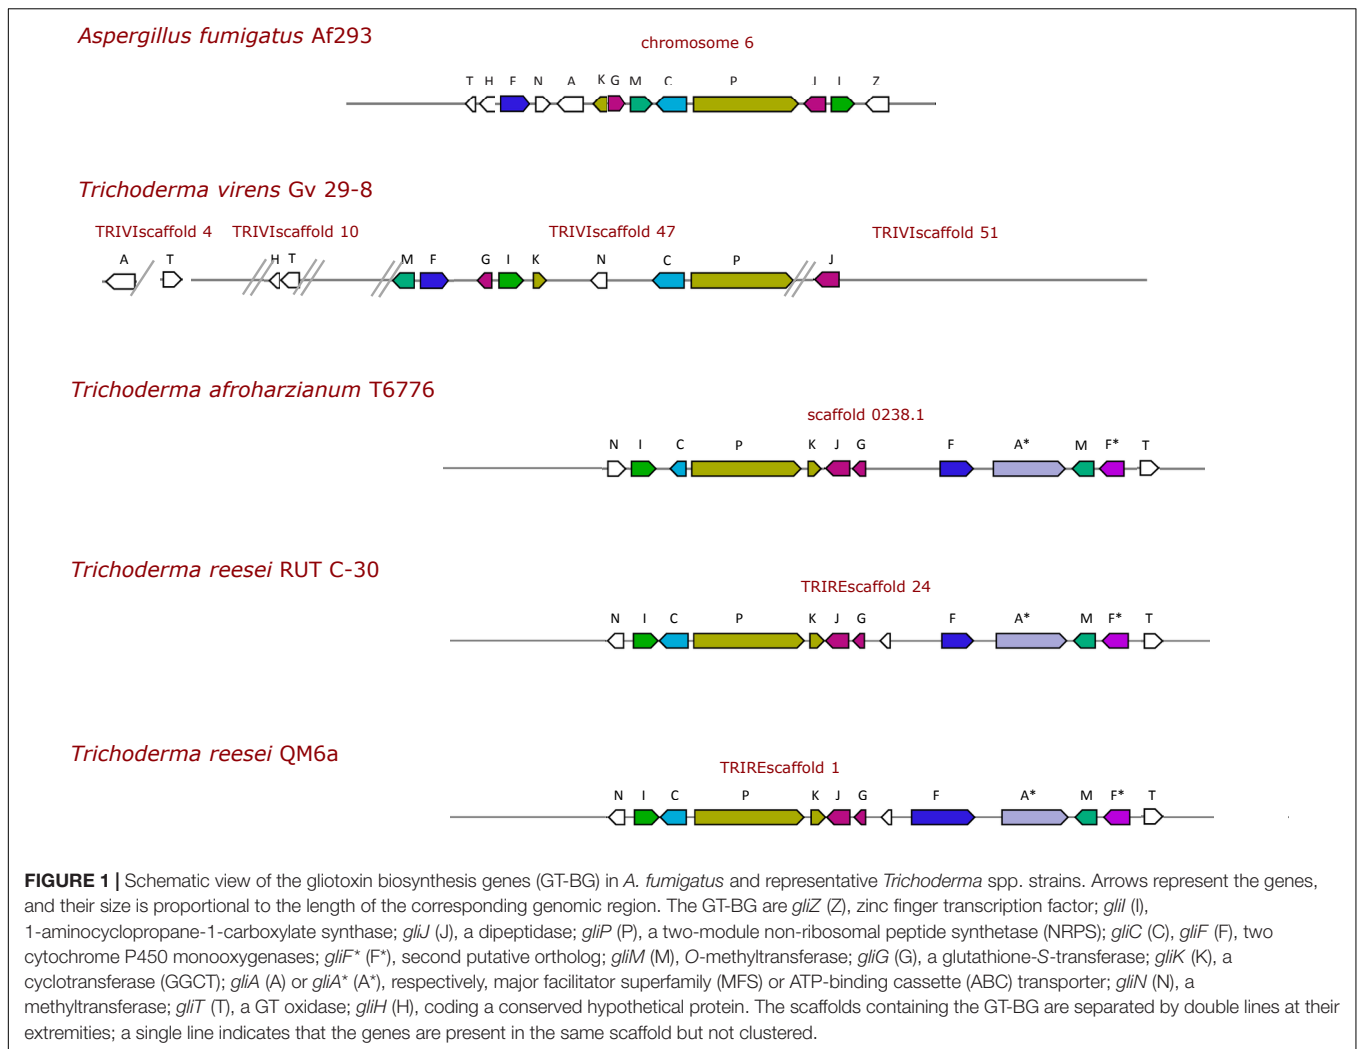 Aspergillus fumigatus Af293
chromosome 6
T H F N A K G M C P J I Z
Trichoderma virens Gv 29-8
TRIVIscaffold 4 TRIVIscaffold 10 TRIVIscaffold 47 TRIVIscaffold 51
A T H T M F G I K N C P J
Trichoderma afroharzianum T6776
scaffold 0238.1
N I C P K J G F A* M F* T
Trichoderma reesei RUT C-30
TRIREscaffold 24
N I C P K J G F A* M F* T
Trichoderma reesei QM6a
TRIREscaffold 1
N I C P K J G F A* M F* T
FIGURE 1 | Schematic view of the gliotoxin biosynthesis genes (GT-BG) in A. fumigatus and representative Trichoderma spp. strains. Arrows represent the genes,
and their size is proportional to the length of the corresponding genomic region. The GT-BG are gliZ (Z), zinc finger transcription factor; gliI (I),
1-aminocyclopropane-1-carboxylate synthase; gliJ (J), a dipeptidase; gliP (P), a two-module non-ribosomal peptide synthetase (NRPS); gliC (C), gliF (F), two
cytochrome P450 monooxygenases; gliF* (F*), second putative ortholog; gliM (M), O-methyltransferase; gliG (G), a glutathione-S-transferase; gliK (K), a
cyclotransferase (GGCT); gliA (A) or gliA* (A*), respectively, major facilitator superfamily (MFS) or ATP-binding cassette (ABC) transporter; gliN (N), a
methyltransferase; gliT (T), a GT oxidase; gliH (H), coding a conserved hypothetical protein. The scaffolds containing the GT-BG are separated by double lines at their
extremities; a single line indicates that the genes are present in the same scaffold but not clustered.